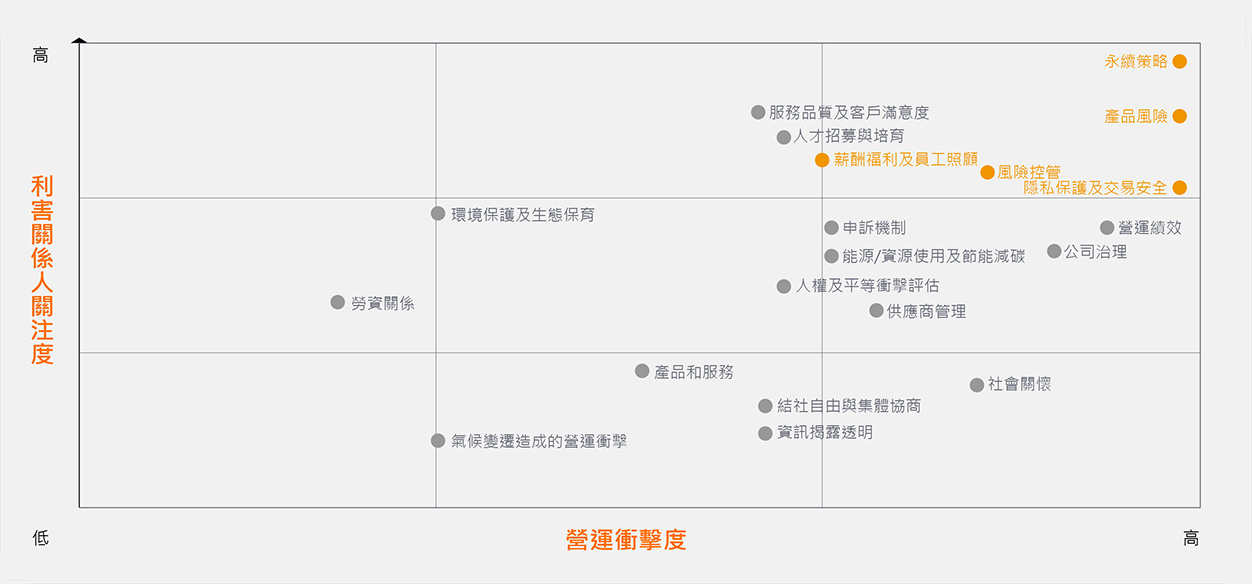 高
永續策略
服務品質及客戶滿意度
產品風險
人才招募與培育
薪酬福利及員工照顧
風險控管
隱私保護及交易安全
利害關係人關注度
環境保護及生態保育
申訴機制
營運績效
能源/資源使用及節能減碳
公司治理
人權及平等衝擊評估
勞資關係
供應商管理
產品和服務
社會關懷
結社自由與集體協商
資訊揭露透明
氣候變遷造成的營運衝擊
低
營運衝擊度
高